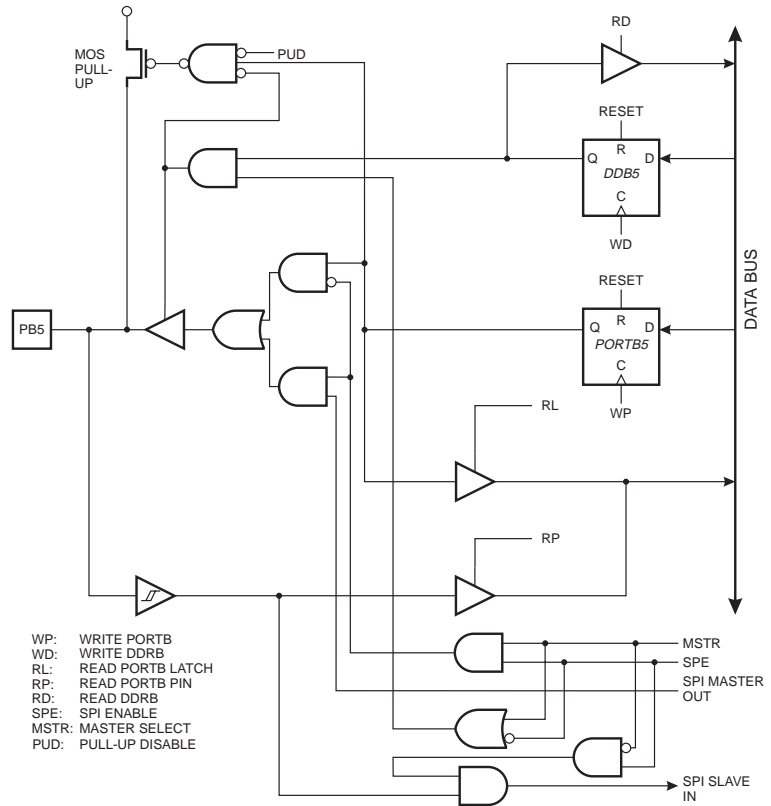 RD
MOS
PULL-
UP
PUD
RESET
R
Q
D
DDB5
C
WD
RESET
R
Q
D
PORTB5
C
WP
DATA BUS
PB5
RL
RP
WP: WRITE PORTB
WD: WRITE DDRB
RL: READ PORTB LATCH
RP: READ PORTB PIN
RD: READ DDRB
SPE: SPI ENABLE
MSTR: MASTER SELECT
PUD: PULL-UP DISABLE
MSTR
SPE
SPI MASTER
OUT
SPI SLAVE
IN